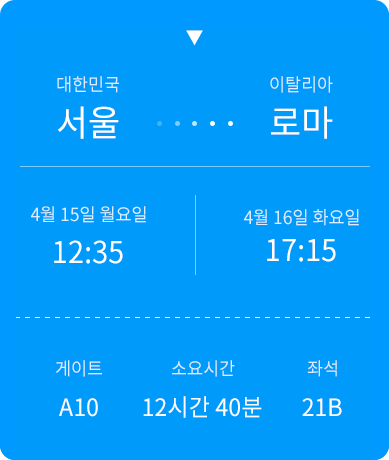 대한민국 이탈리아
서울 로마
4월 15일 월요일 4월 16일 화요일
12:35 17:15
게이트 소요시간 좌석
A10 12시간 40분 21B